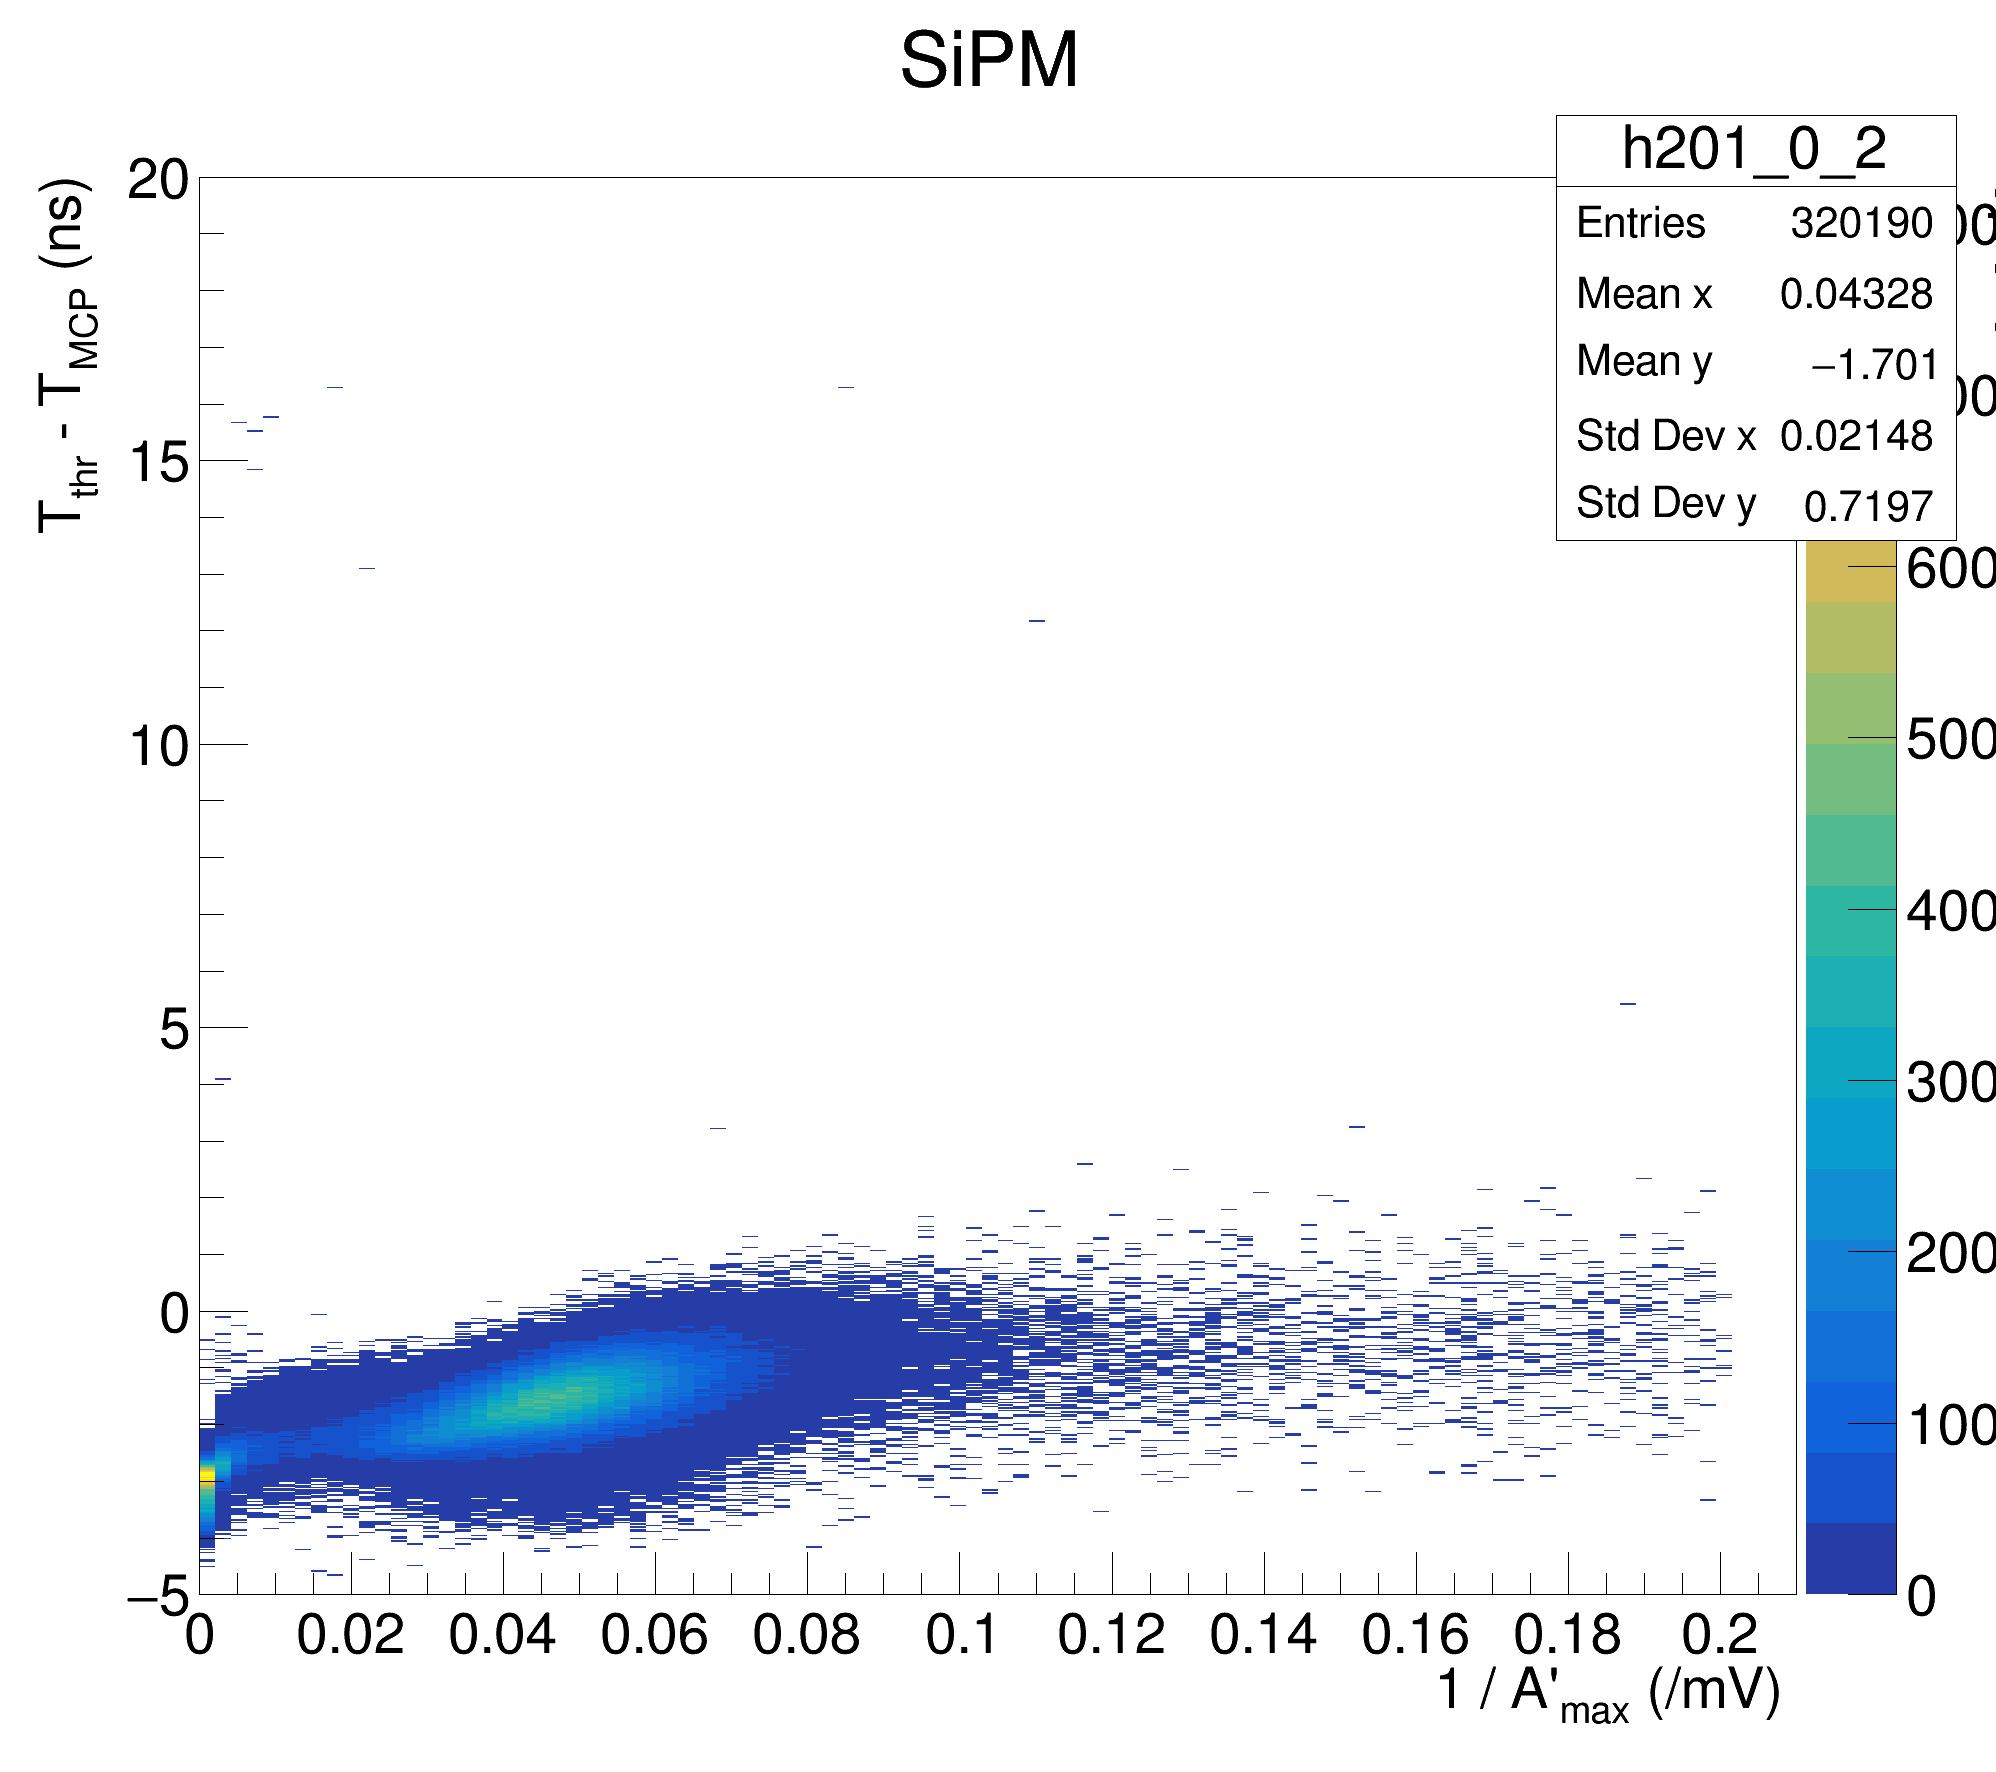 SiPM
h201_0_2
Entries 320190
Mean x 0.04328
Mean y −1.701
Std Dev x 0.02148
Std Dev y 0.7197
T_thr - T_MCP (ns)
20
15
10
5
0
−5
0 0.02 0.04 0.06 0.08 0.1 0.12 0.14 0.16 0.18 0.2
1 / A'_max (/mV)
600
500
400
300
200
100
0